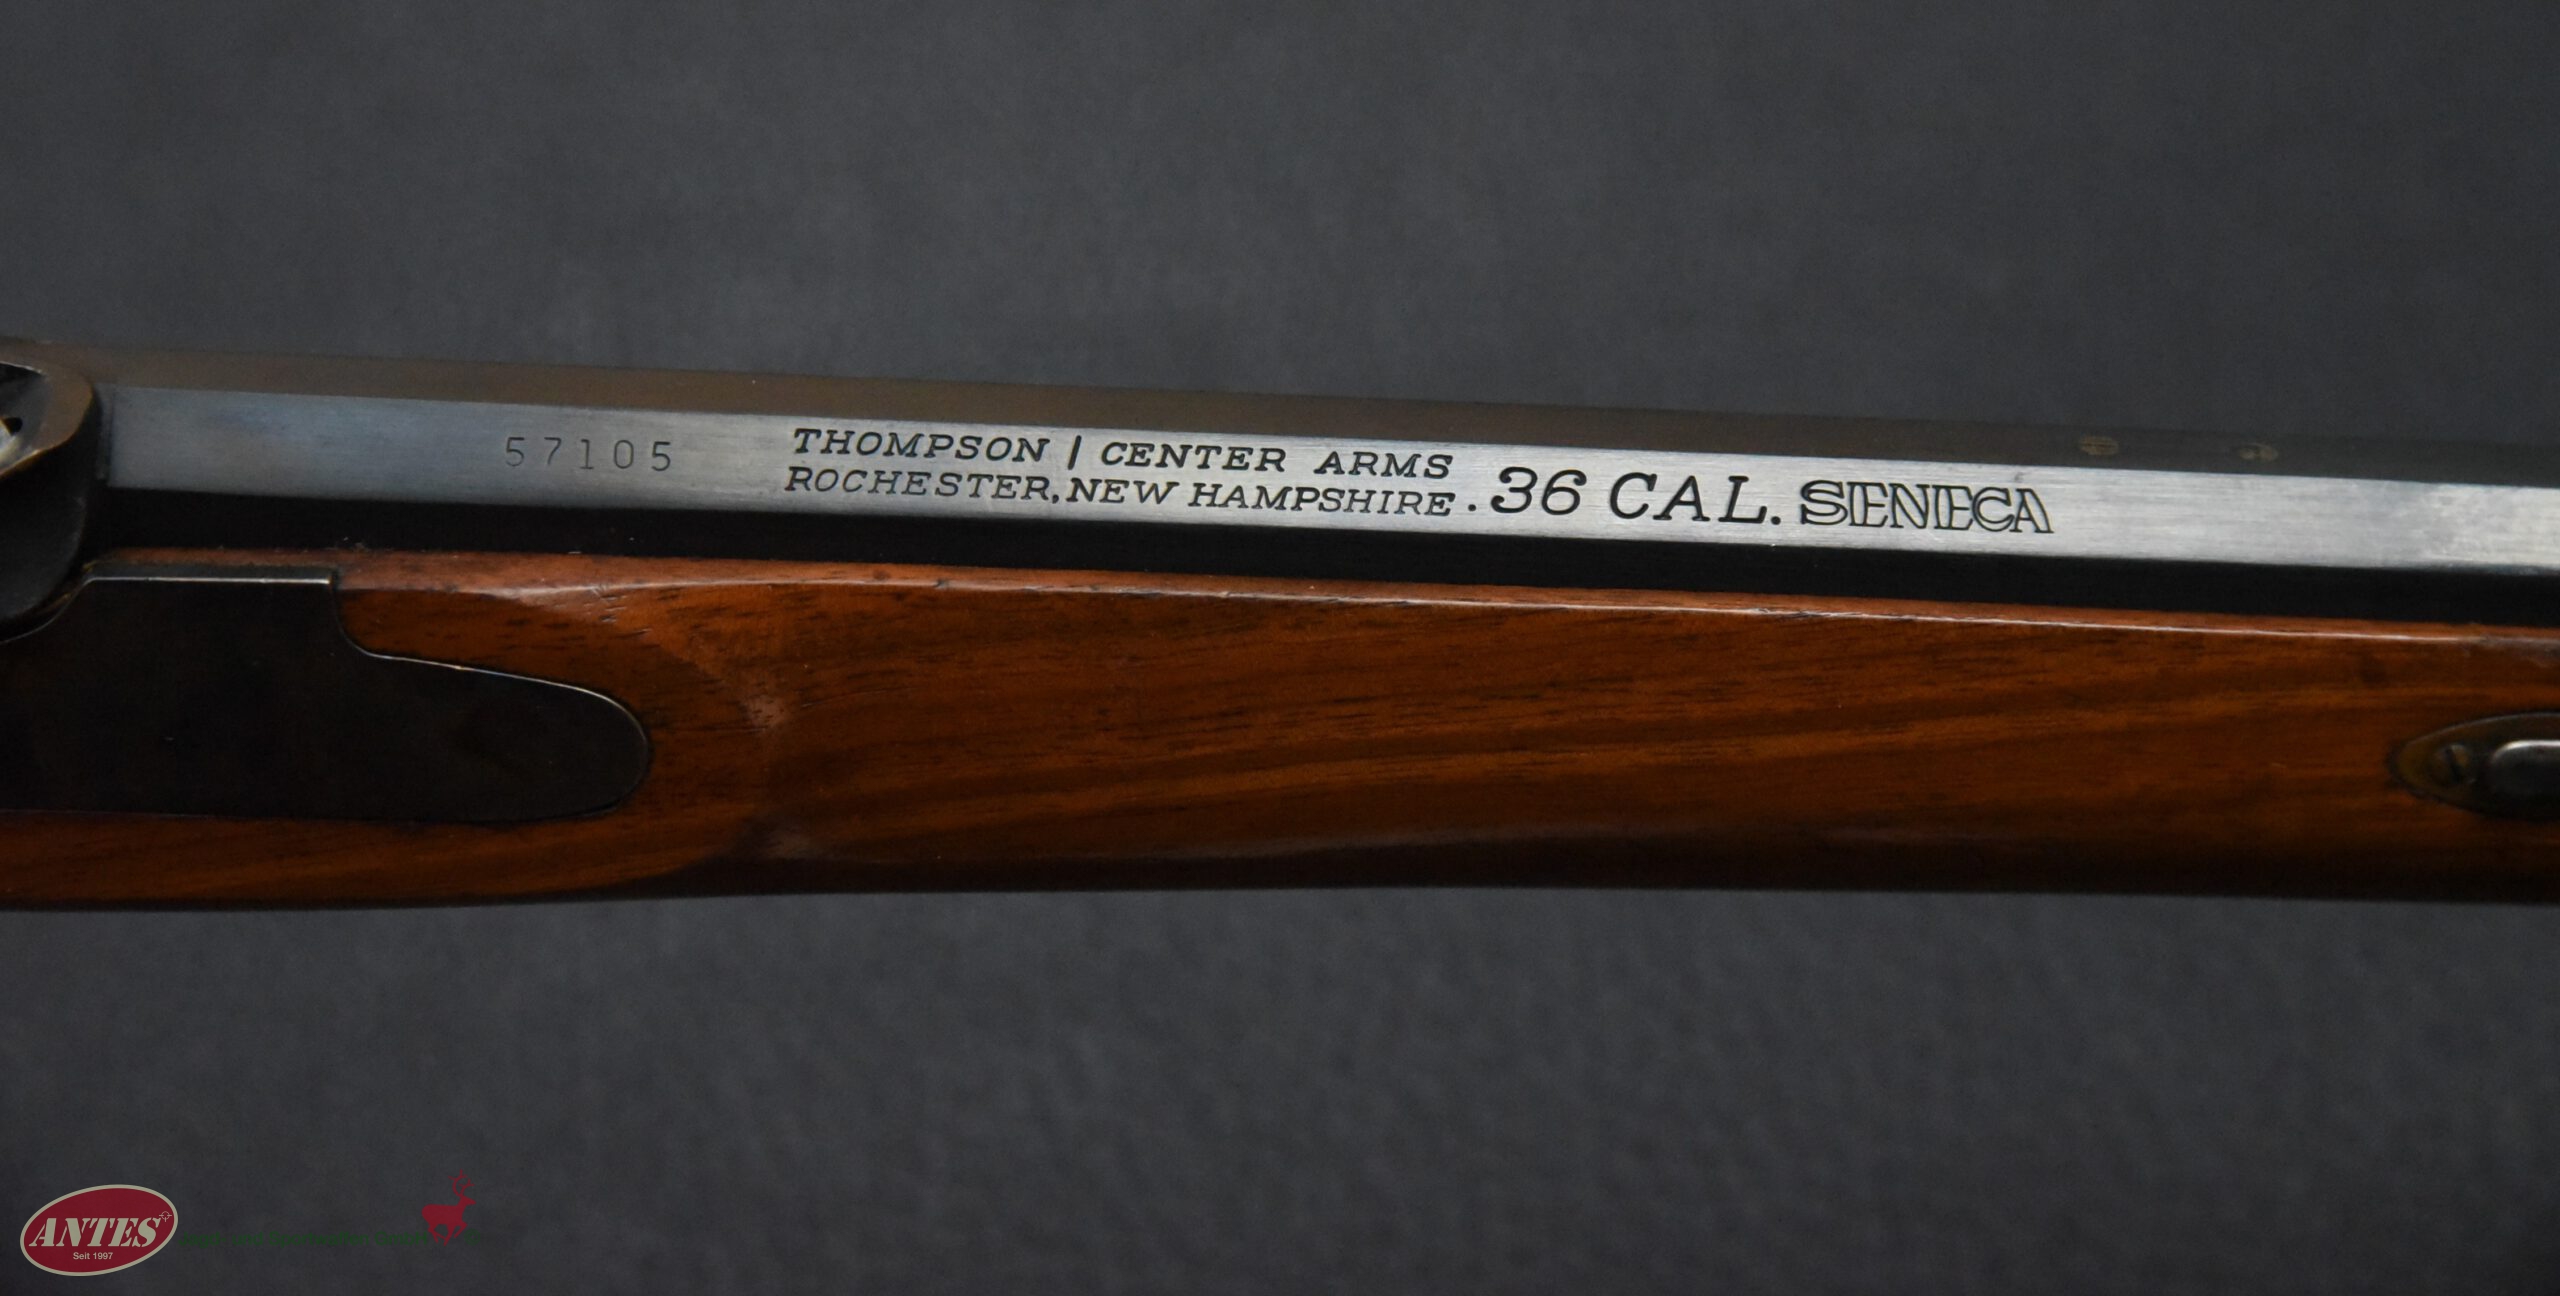 57105
THOMPSON | CENTER ARMS
ROCHESTER, NEW HAMPSHIRE. .36 CAL. SENECA
ANTES
Seit 1997